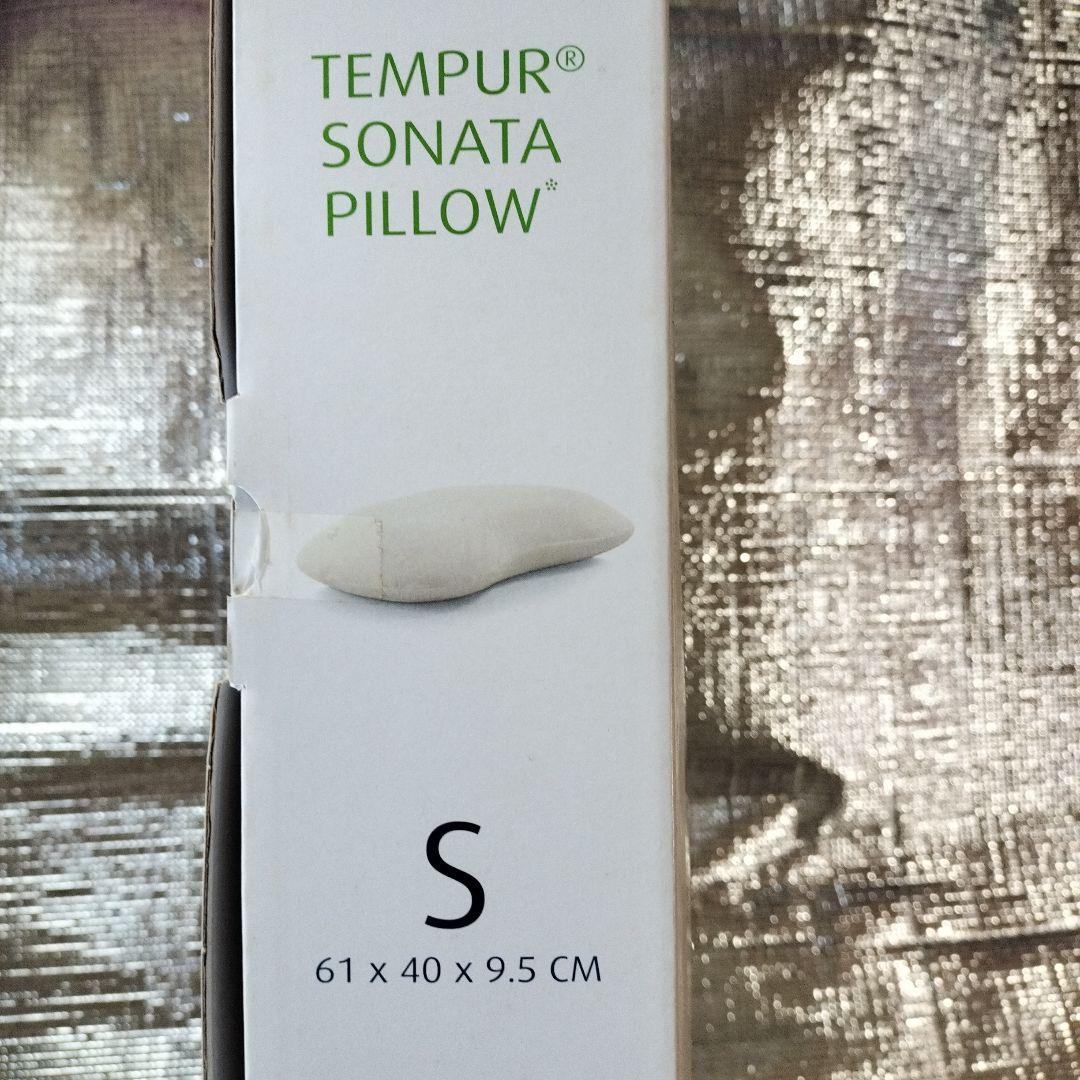 TEMPUR®
SONATA
PILLOW*
S
61 x 40 x 9.5 CM